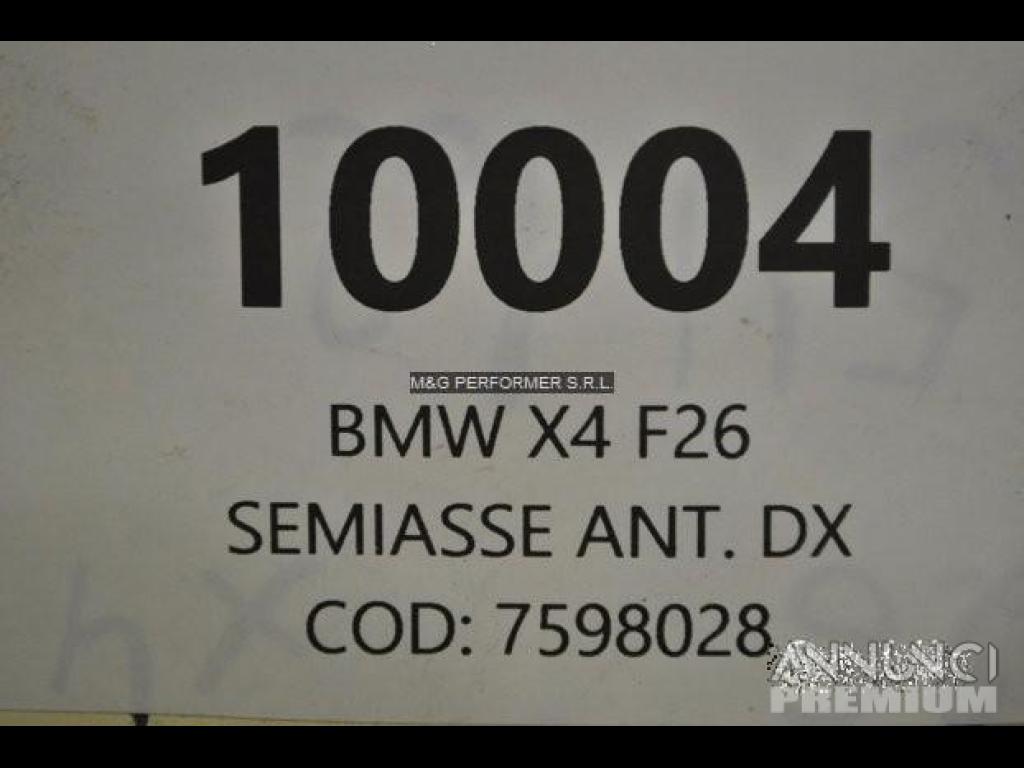 10004
M&G PERFORMER S.R.L.
BMW X4 F26
SEMIASSE ANT. DX
COD: 7598028
ANNUNCI
PREMIUM